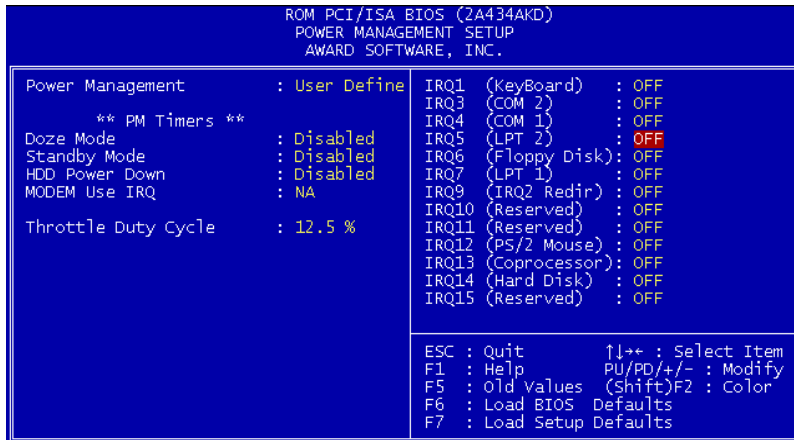 ROM PCI/ISA BIOS (2A434AKD)
POWER MANAGEMENT SETUP
AWARD SOFTWARE, INC.
Power Management : User Define
** PM Timers **
Doze Mode : Disabled
Standby Mode : Disabled
HDD Power Down : Disabled
MODEM Use IRQ : NA
Throttle Duty Cycle : 12.5 %
IRQ1 (KeyBoard) : OFF
IRQ3 (COM 2) : OFF
IRQ4 (COM 1) : OFF
IRQ5 (LPT 2) : OFF
IRQ6 (Floppy Disk): OFF
IRQ7 (LPT 1) : OFF
IRQ9 (IRQ2 Redir) : OFF
IRQ10 (Reserved) : OFF
IRQ11 (Reserved) : OFF
IRQ12 (PS/2 Mouse) : OFF
IRQ13 (Coprocessor): OFF
IRQ14 (Hard Disk) : OFF
IRQ15 (Reserved) : OFF
ESC : Quit ↑↓→← : Select Item
F1 : Help PU/PD/+/- : Modify
F5 : Old Values (Shift)F2 : Color
F6 : Load BIOS Defaults
F7 : Load Setup Defaults